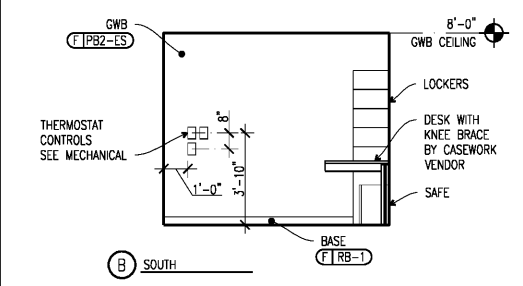 GWB
F PB2-ES
8'-0"
GWB CEILING
LOCKERS
THERMOSTAT
CONTROLS
SEE MECHANICAL
8"
DESK WITH
KNEE BRACE
BY CASEWORK
VENDOR
1'-0"
3'-10"
SAFE
BASE
F RB-1
B SOUTH